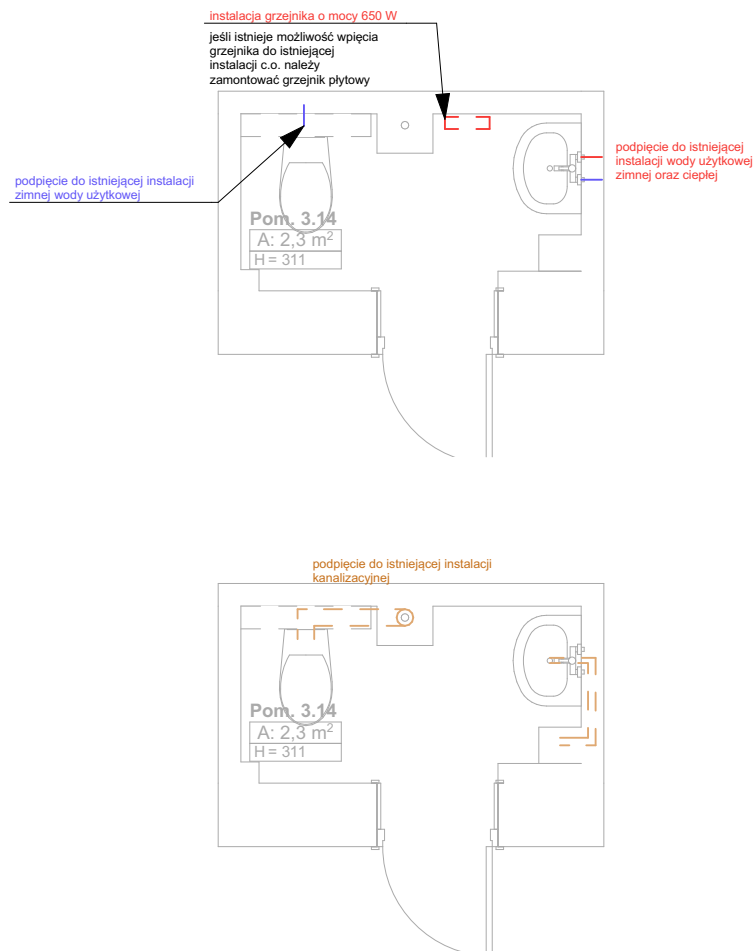 instalacja grzejnika o mocy 650 W
jeśli istnieje możliwość wpięcia
grzejnika do istniejącej
instalacji c.o. należy
zamontować grzejnik płytowy
podpięcie do istniejącej
instalacji wody użytkowej
zimnej oraz ciepłej
podpięcie do istniejącej instalacji
zimnej wody użytkowej
Pom. 3.14
A: 2,3 m²
H = 311
podpięcie do istniejącej instalacji
kanalizacyjnej
Pom. 3.14
A: 2,3 m²
H = 311